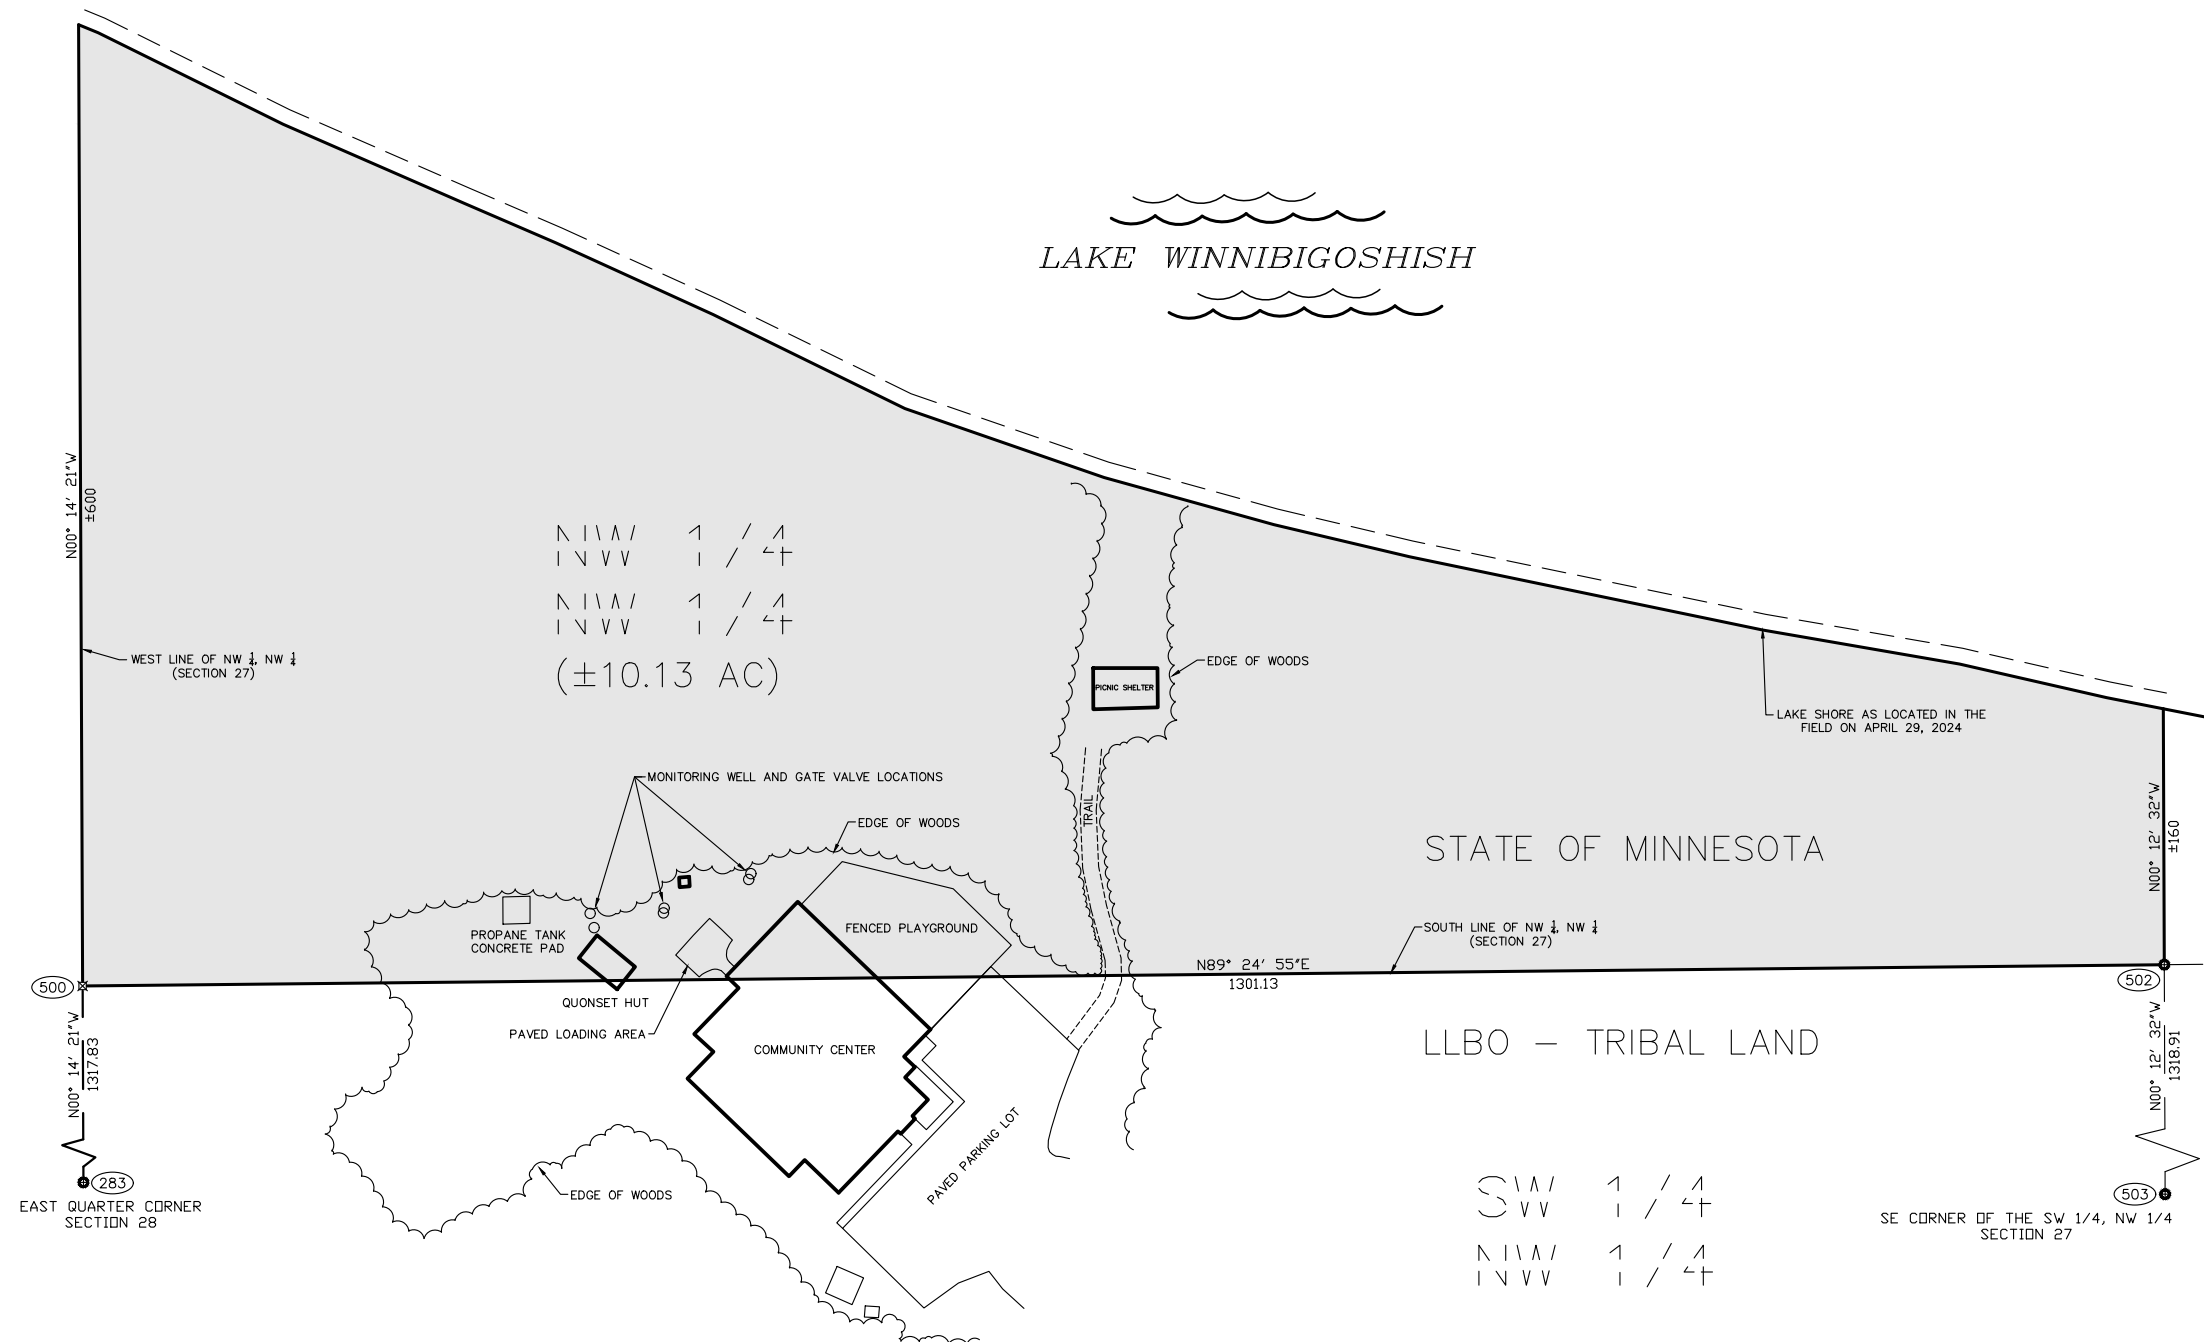 LAKE WINNIBIGOSHISH
N00° 14' 21"W
±600
NW 1/4
NW 1/4
(±10.13 AC)
WEST LINE OF NW 1/4, NW 1/4
(SECTION 27)
EDGE OF WOODS
PICNIC SHELTER
LAKE SHORE AS LOCATED IN THE
FIELD ON APRIL 29, 2024
MONITORING WELL AND GATE VALVE LOCATIONS
TRAIL
EDGE OF WOODS
STATE OF MINNESOTA
N00° 12' 32"W
±160
PROPANE TANK
CONCRETE PAD
FENCED PLAYGROUND
SOUTH LINE OF NW 1/4, NW 1/4
(SECTION 27)
N89° 24' 55"E
1301.13
500
502
QUONSET HUT
PAVED LOADING AREA
COMMUNITY CENTER
LLBO - TRIBAL LAND
N00° 14' 21"W
1317.83
N00° 12' 32"W
1318.91
PAVED PARKING LOT
283
EAST QUARTER CORNER
SECTION 28
EDGE OF WOODS
SW 1/4
NW 1/4
503
SE CORNER OF THE SW 1/4, NW 1/4
SECTION 27